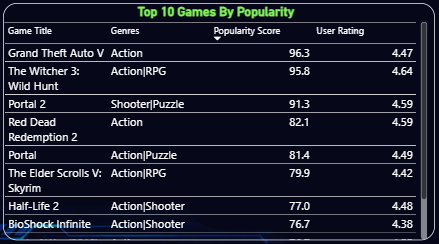 Top 10 Games By Popularity
Game Title Genres Popularity Score User Rating
Grand Theft Auto V Action 96.3 4.47
The Witcher 3: Action|RPG 95.8 4.64
Wild Hunt
Portal 2 Shooter|Puzzle 91.3 4.59
Red Dead Action 82.1 4.59
Redemption 2
Portal Action|Puzzle 81.4 4.49
The Elder Scrolls V: Action|RPG 79.9 4.42
Skyrim
Half-Life 2 Action|Shooter 77.0 4.48
BioShock Infinite Action|Shooter 76.7 4.38